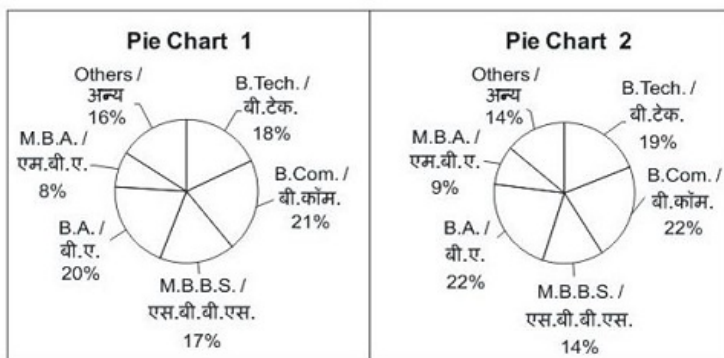 Pie Chart 1
Others /
अन्य
16%
B.Tech. /
बी.टेक.
18%
M.B.A. /
एम.बी.ए.
8%
B.Com. /
बी.कॉम.
21%
B.A. /
बी.ए.
20%
M.B.B.S. /
एस.बी.बी.एस.
17%
Pie Chart 2
Others /
अन्य
14%
B.Tech. /
बी.टेक.
19%
M.B.A. /
एम.बी.ए.
9%
B.Com. /
बी.कॉम.
22%
B.A. /
बी.ए.
22%
M.B.B.S. /
एस.बी.बी.एस.
14%